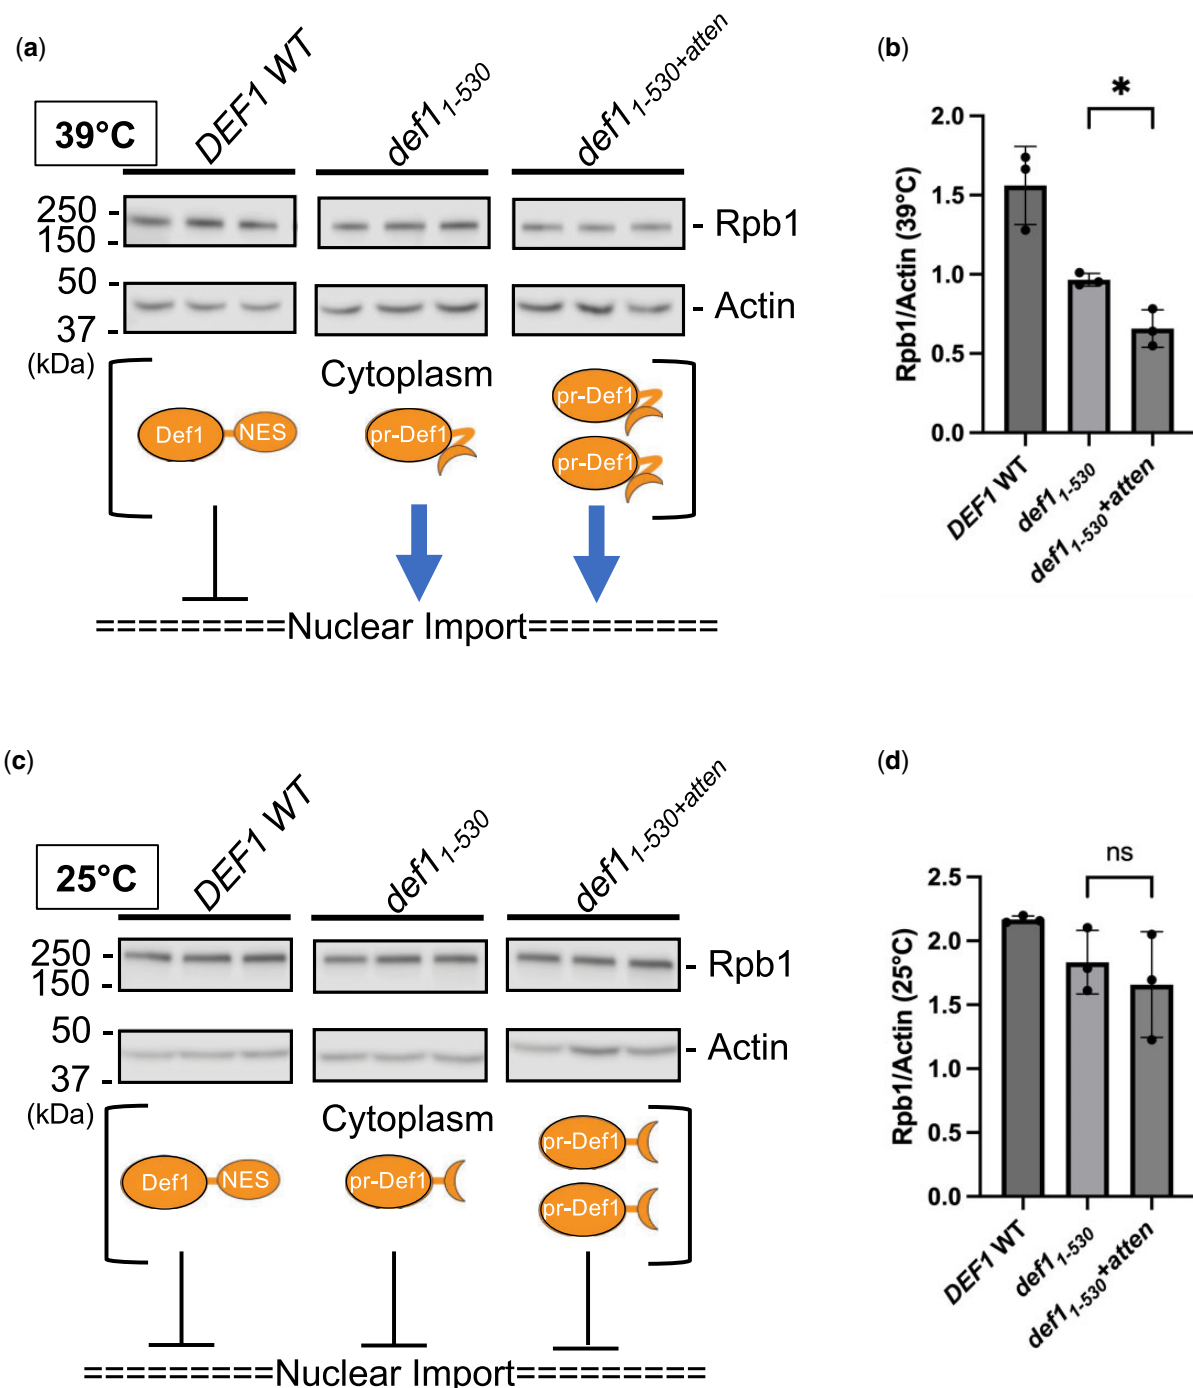 (a)
39°C
DEF1 WT
def1 1-530
def1 1-530+atten
250 -
150 -
- Rpb1
50 -
37 -
- Actin
(kDa)
Cytoplasm
Def1
NES
pr-Def1
pr-Def1
pr-Def1
=========Nuclear Import=========
(b)
*
Rpb1/Actin (39°C)
2.0
1.5
1.0
0.5
0.0
DEF1 WT
def1 1-530
def1 1-530+atten
(c)
25°C
DEF1 WT
def1 1-530
def1 1-530+atten
250 -
150 -
- Rpb1
50 -
37 -
- Actin
(kDa)
Cytoplasm
Def1
NES
pr-Def1
pr-Def1
pr-Def1
=========Nuclear Import=========
(d)
ns
Rpb1/Actin (25°C)
2.5
2.0
1.5
1.0
0.5
0.0
DEF1 WT
def1 1-530
def1 1-530+atten